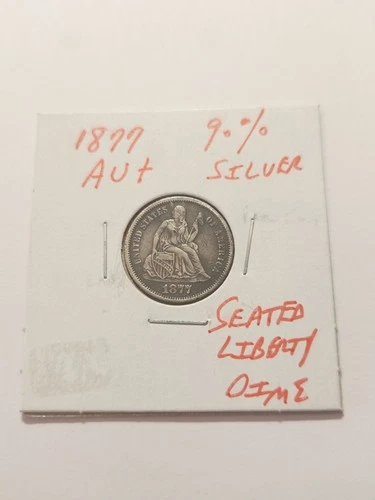 1877 90%
AU+ SILVER
UNITED STATES OF AMERICA
1877
SEATED
LIBERTY
DIME